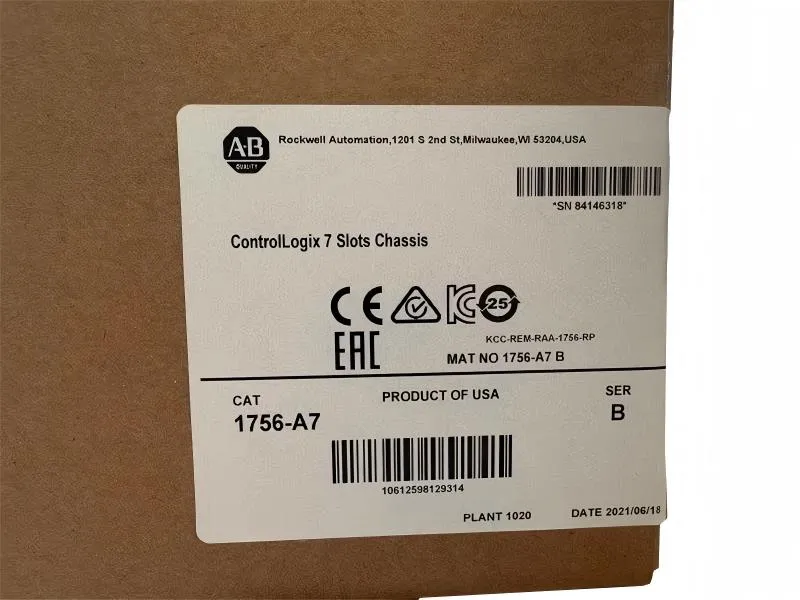 A-B
QUALITY
Rockwell Automation,1201 S 2nd St,Milwaukee,WI 53204,USA
*SN 84146318*
ControlLogix 7 Slots Chassis
CE
KC
25
EAC
KCC-REM-RAA-1756-RP
MAT NO 1756-A7 B
CAT
1756-A7
PRODUCT OF USA
SER
B
10612598129314
PLANT 1020
DATE 2021/06/18